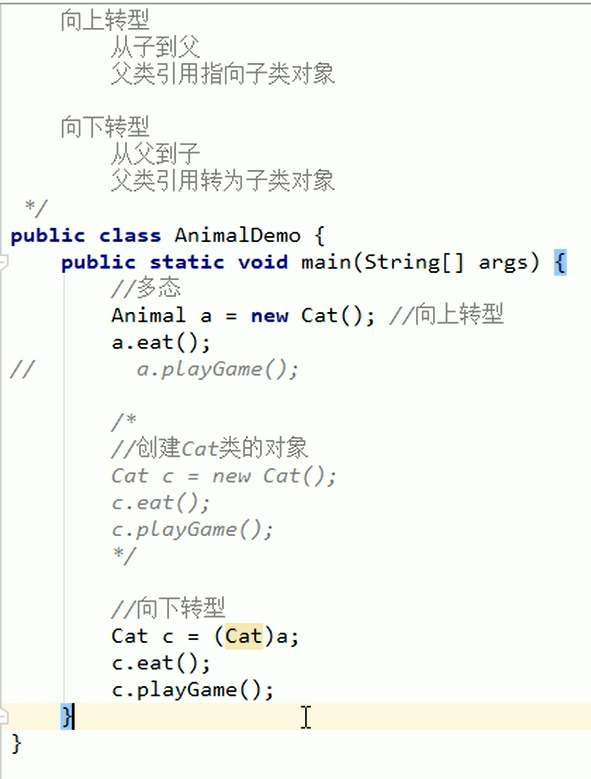 向上转型
从子到父
父类引用指向子类对象
向下转型
从父到子
父类引用转为子类对象
*/
public class AnimalDemo {
public static void main(String[] args) {
//多态
Animal a = new Cat(); //向上转型
a.eat();
// a.playGame();
/*
//创建Cat类的对象
Cat c = new Cat();
c.eat();
c.playGame();
*/
//向下转型
Cat c = (Cat)a;
c.eat();
c.playGame();
}
}